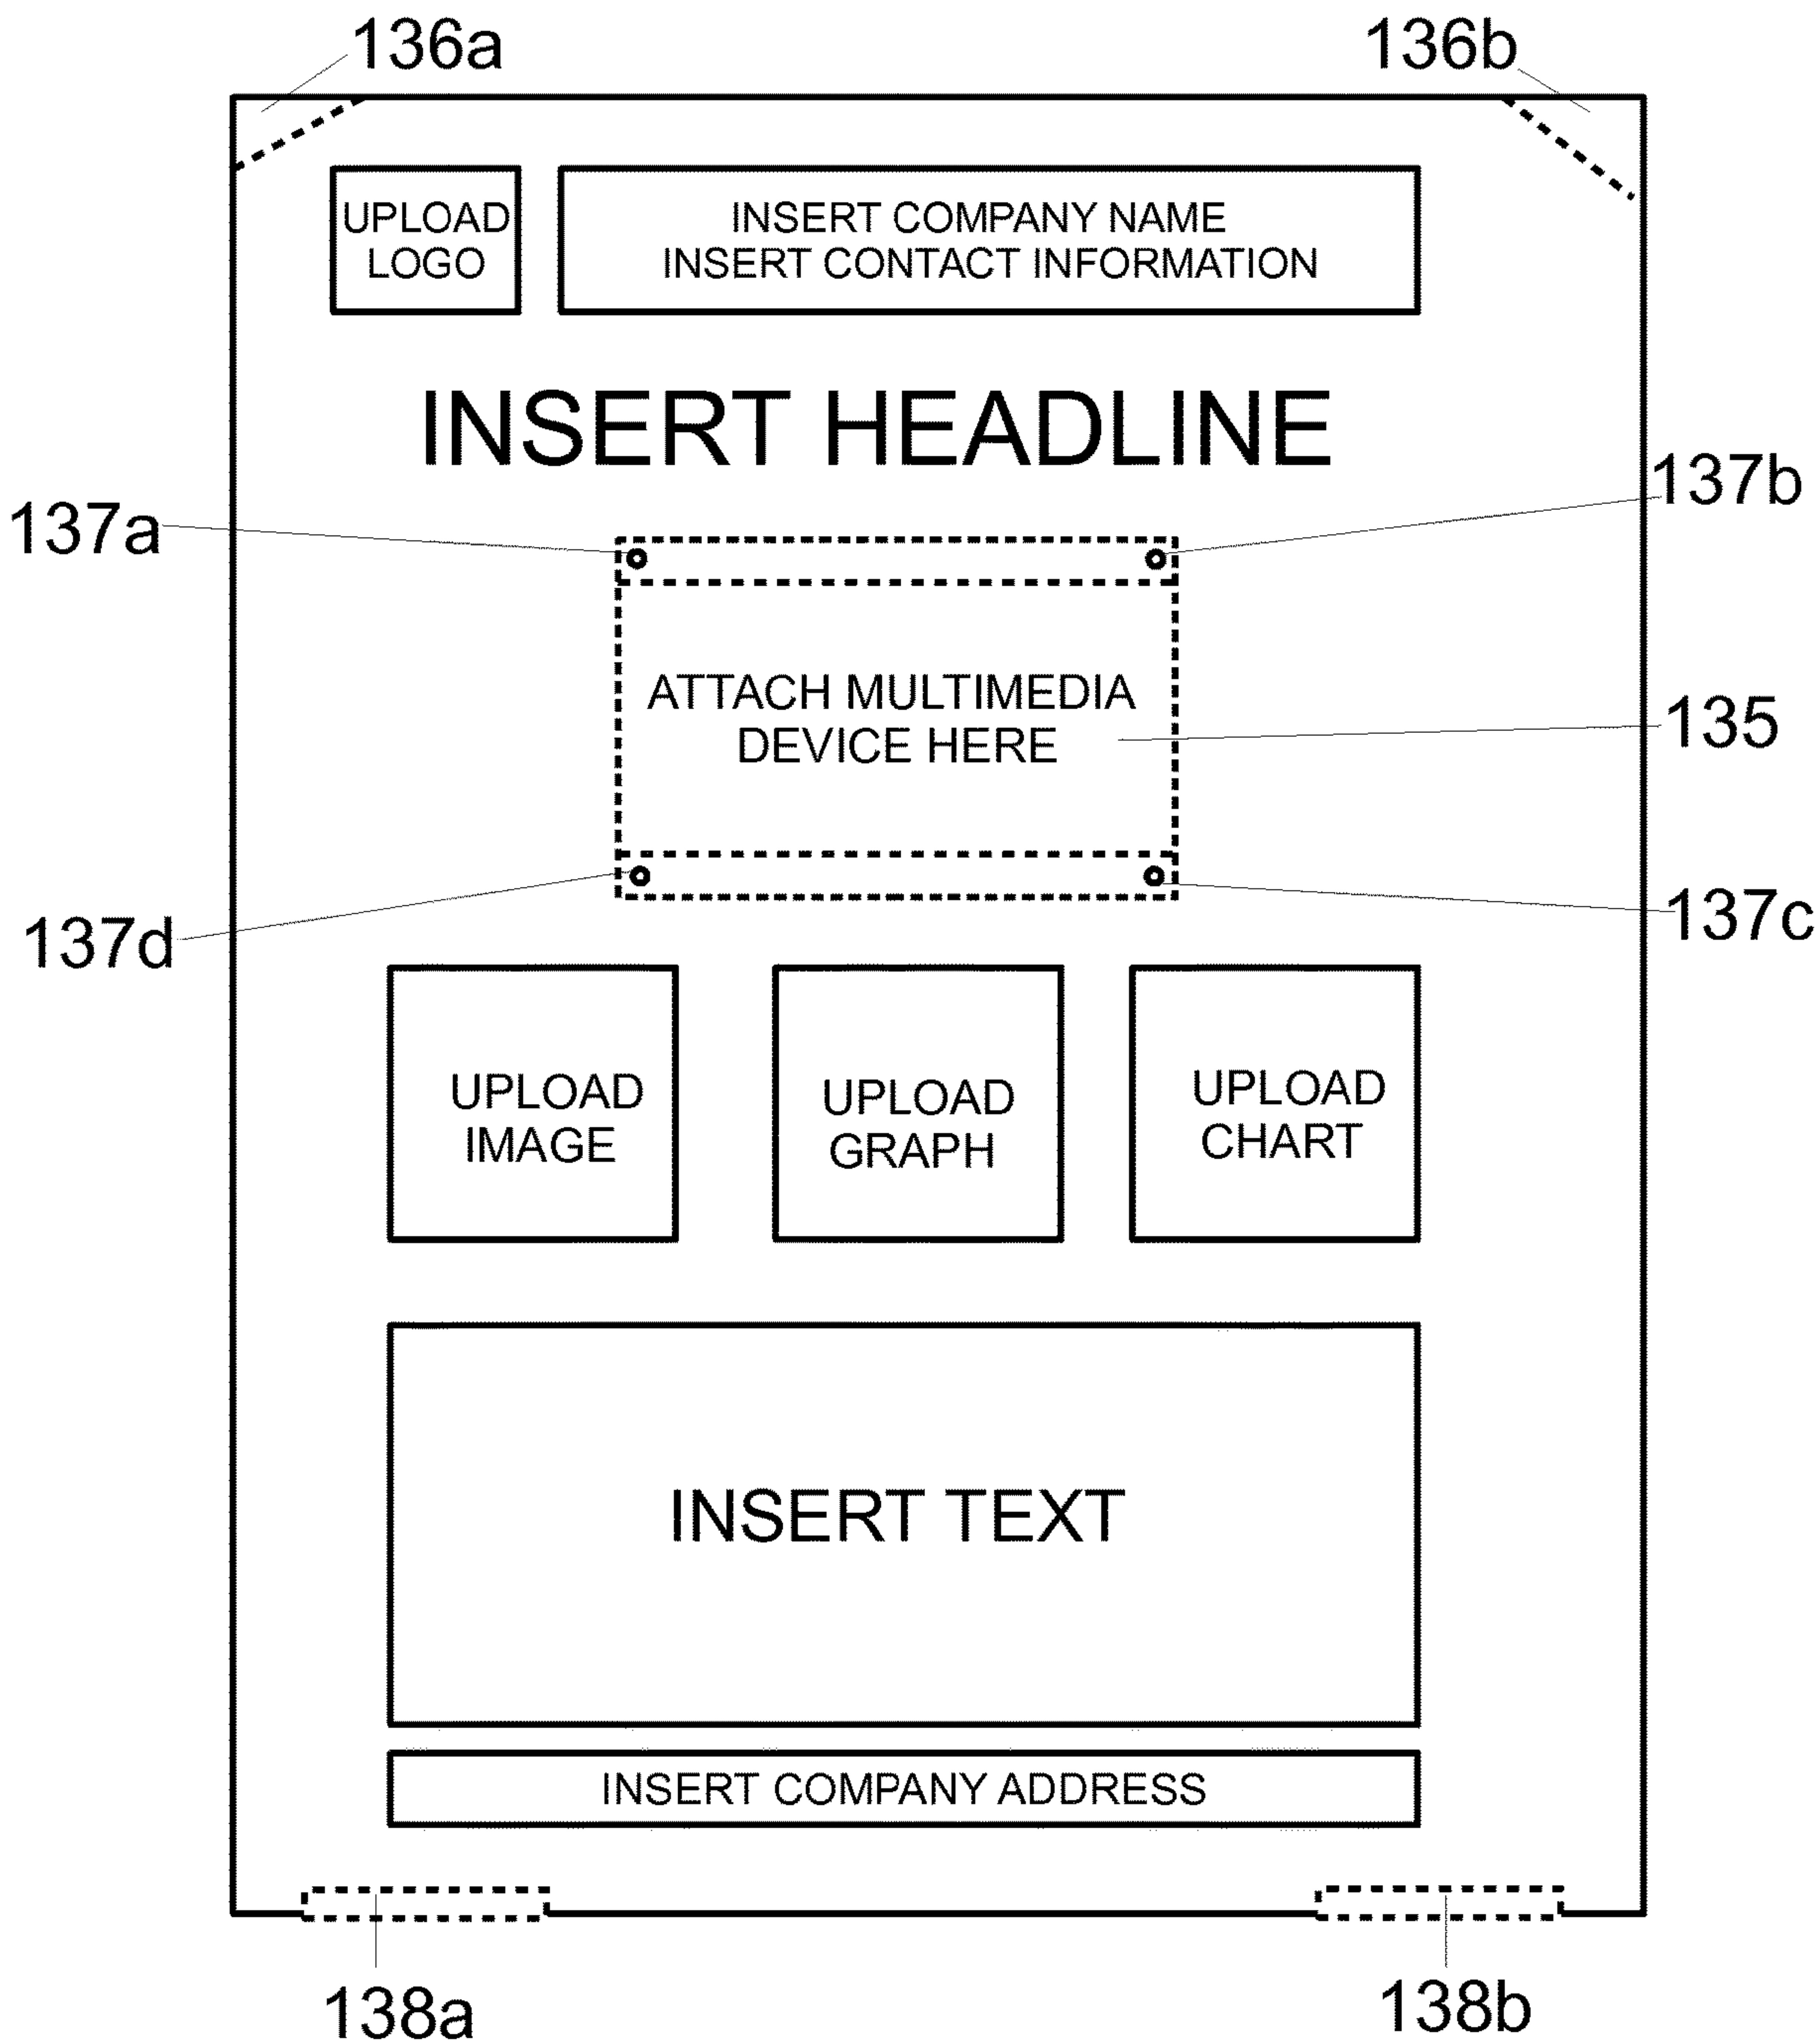 136a
136b
UPLOAD
LOGO
INSERT COMPANY NAME
INSERT CONTACT INFORMATION
INSERT HEADLINE
137a
137b
ATTACH MULTIMEDIA
DEVICE HERE
135
137d
137c
UPLOAD
IMAGE
UPLOAD
GRAPH
UPLOAD
CHART
INSERT TEXT
INSERT COMPANY ADDRESS
138a
138b